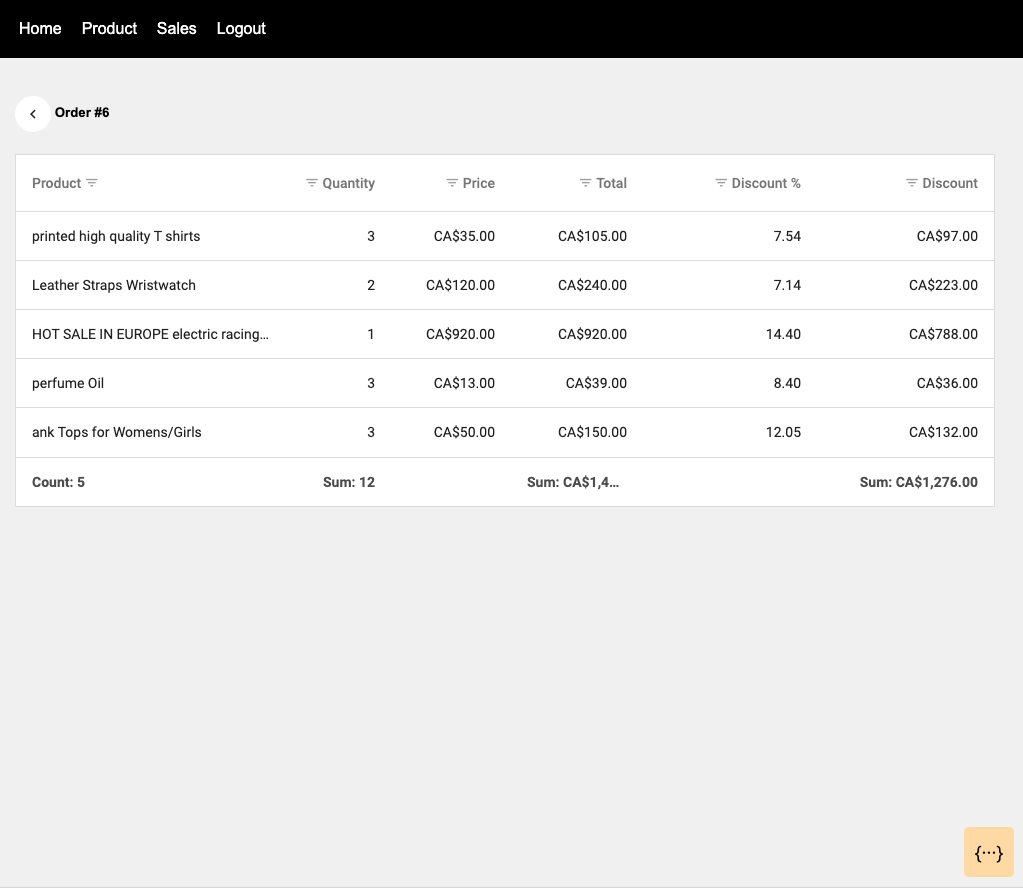 Home Product Sales Logout
Order #6
Product Quantity Price Total Discount % Discount
printed high quality T shirts 3 CA$35.00 CA$105.00 7.54 CA$97.00
Leather Straps Wristwatch 2 CA$120.00 CA$240.00 7.14 CA$223.00
HOT SALE IN EUROPE electric racing... 1 CA$920.00 CA$920.00 14.40 CA$788.00
perfume Oil 3 CA$13.00 CA$39.00 8.40 CA$36.00
ank Tops for Womens/Girls 3 CA$50.00 CA$150.00 12.05 CA$132.00
Count: 5 Sum: 12 Sum: CA$1,4... Sum: CA$1,276.00
{...}